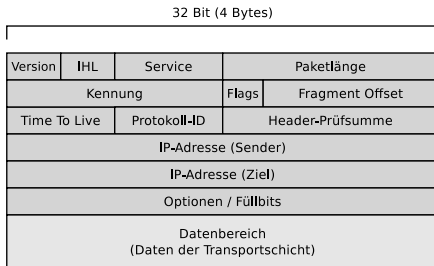 32 Bit (4 Bytes)
Version IHL Service Paketlänge
Kennung Flags Fragment Offset
Time To Live Protokoll-ID Header-Prüfsumme
IP-Adresse (Sender)
IP-Adresse (Ziel)
Optionen / Füllbits
Datenbereich
(Daten der Transportschicht)